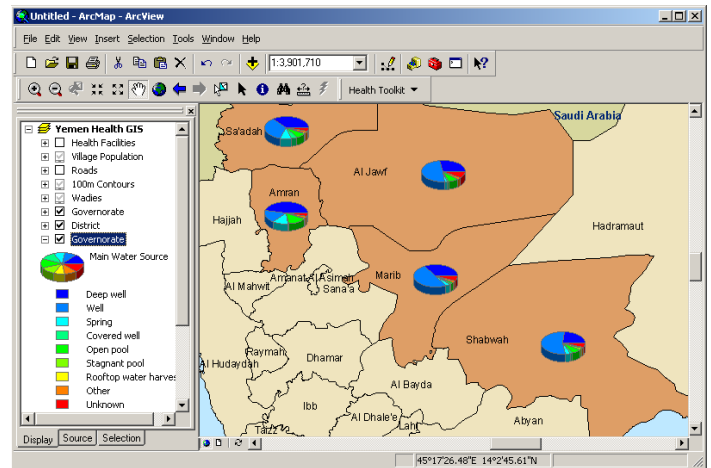 Untitled - ArcMap - ArcView
File Edit View Insert Selection Tools Window Help
1:3,901,710
Health Toolkit
Yemen Health GIS
Health Facilities
Village Population
Roads
100m Contours
Wadies
Governorate
District
Governorate
Main Water Source
Deep well
Well
Spring
Covered well
Open pool
Stagnant pool
Rooftop water harves
Other
Unknown
Display Source Selection
Saudi Arabia
Sa'adah
Al Jawf
Amran
Hajjah
Hadramaut
Amanat Al Asimah
Marib
Al Mahwit
Sana'a
Shabwah
Raymah
Dhamar
Al Hudaydah
Al Bayda
Ibb
Al Dhale'e
Abyan
Taizz
Lahj
45°17'26.48"E 14°2'45.61"N